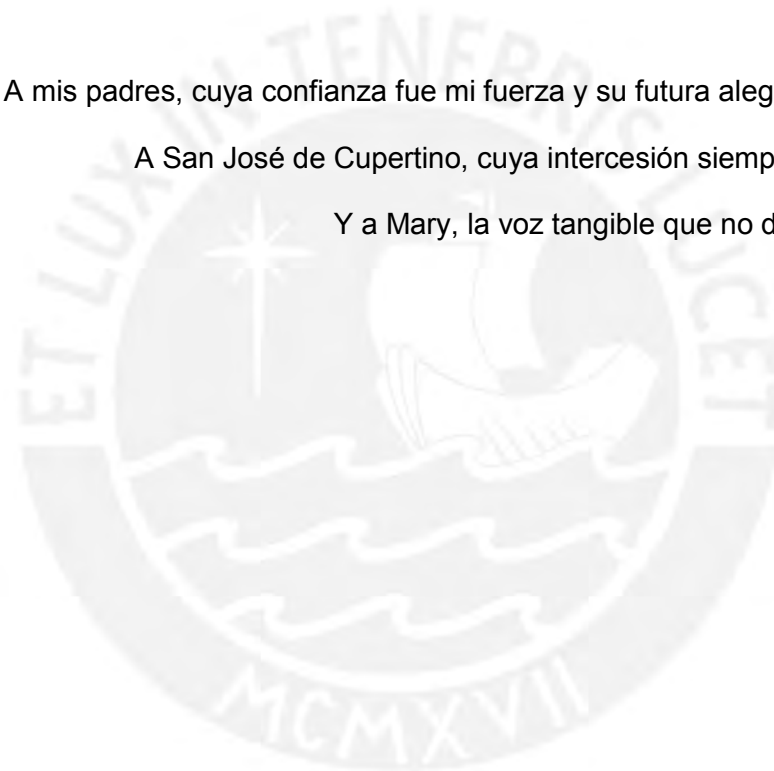 A mis padres, cuya confianza fue mi fuerza y su futura
A San José de Cupertino, cuya intercesión
Y a Mary, la voz tangible que no
ET LUX IN TENEBRIS LUCET
MCMXVII